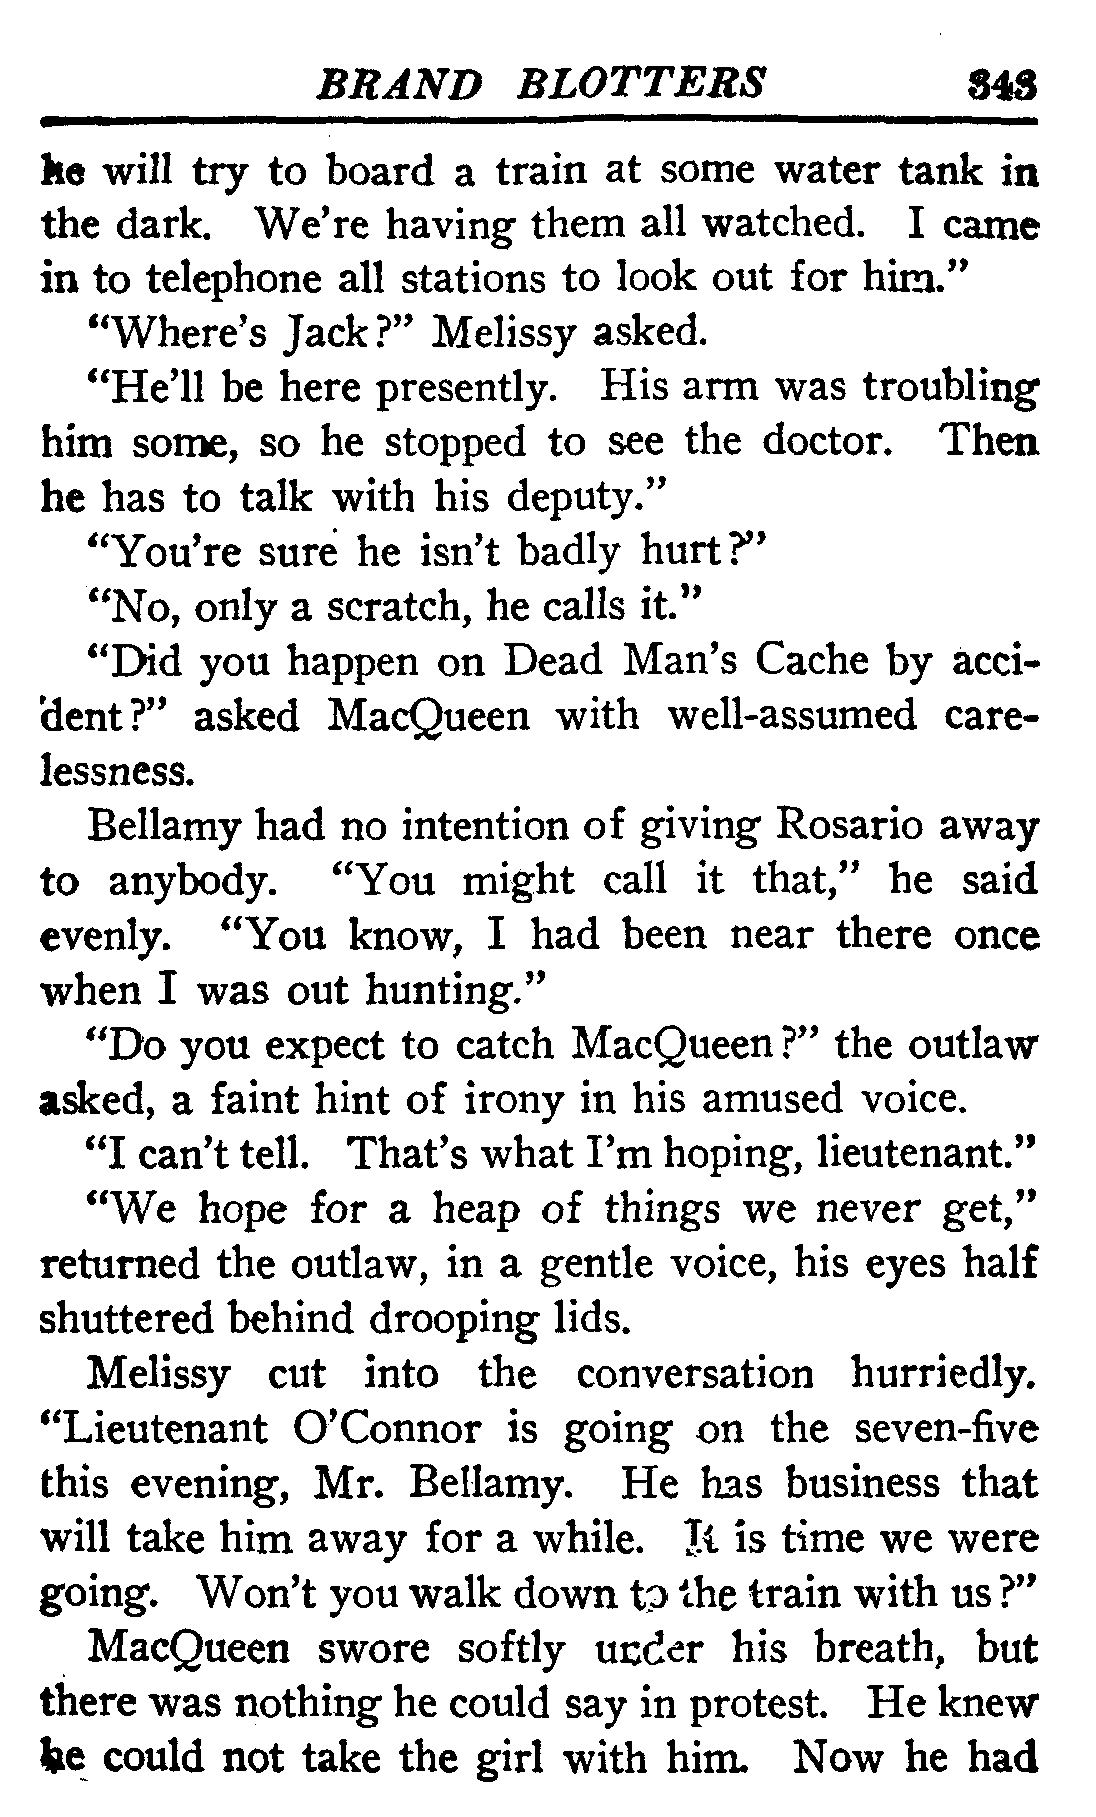 BRAND BLOTTERS 343
he will try to board a train at some water tank in
the dark. We're having them all watched. I came
in to telephone all stations to look out for him."
"Where's Jack?" Melissy asked.
"He'll be here presently. His arm was troubling
him some, so he stopped to see the doctor. Then
he has to talk with his deputy."
"You're sure he isn't badly hurt?"
"No, only a scratch, he calls it."
"Did you happen on Dead Man's Cache by acci-
dent?" asked MacQueen with well-assumed care-
lessness.
Bellamy had no intention of giving Rosario away
to anybody. "You might call it that," he said
evenly. "You know, I had been near there once
when I was out hunting."
"Do you expect to catch MacQueen?" the outlaw
asked, a faint hint of irony in his amused voice.
"I can't tell. That's what I'm hoping, lieutenant."
"We hope for a heap of things we never get,"
returned the outlaw, in a gentle voice, his eyes half
shuttered behind drooping lids.
Melissy cut into the conversation hurriedly.
"Lieutenant O'Connor is going on the seven-five
this evening, Mr. Bellamy. He has business that
will take him away for a while. It is time we were
going. Won't you walk down to the train with us?"
MacQueen swore softly under his breath, but
there was nothing he could say in protest. He knew
he could not take the girl with him. Now he had